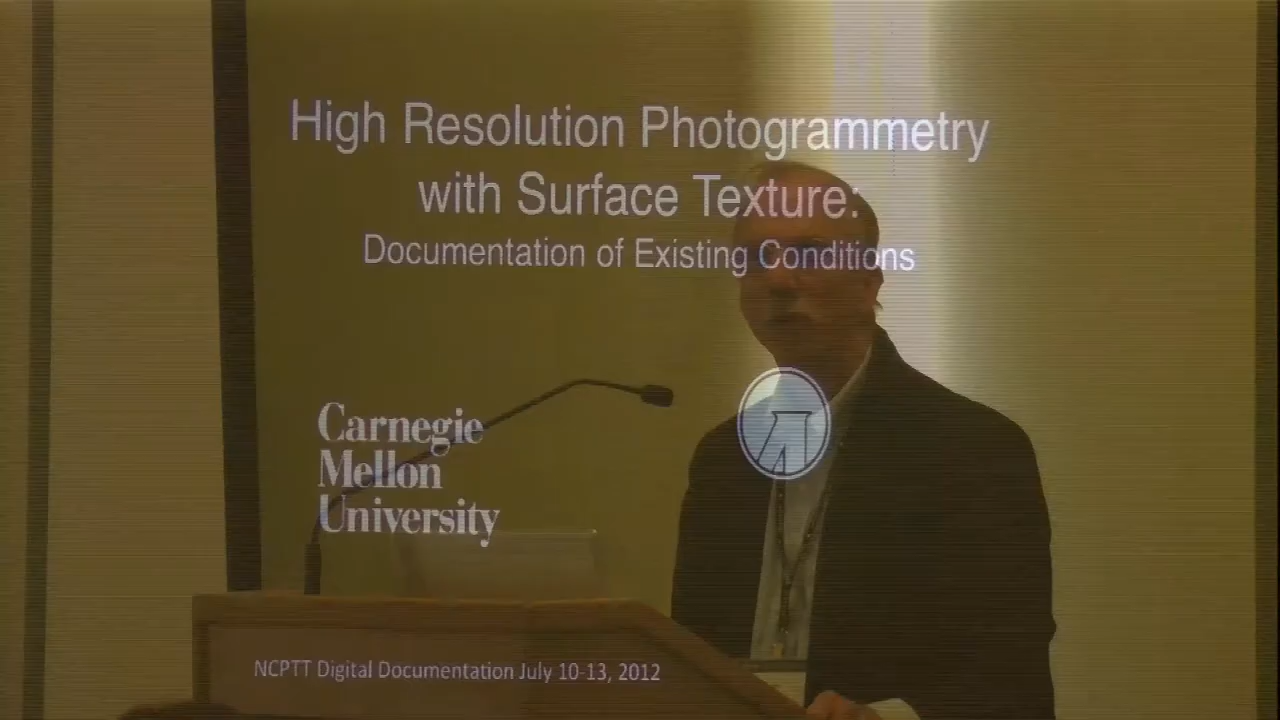 High Resolution Photogrammetry
with Surface Texture:
Documentation of Existing Conditions
Carnegie
Mellon
University
NCPTT Digital Documentation July 10-13, 2012